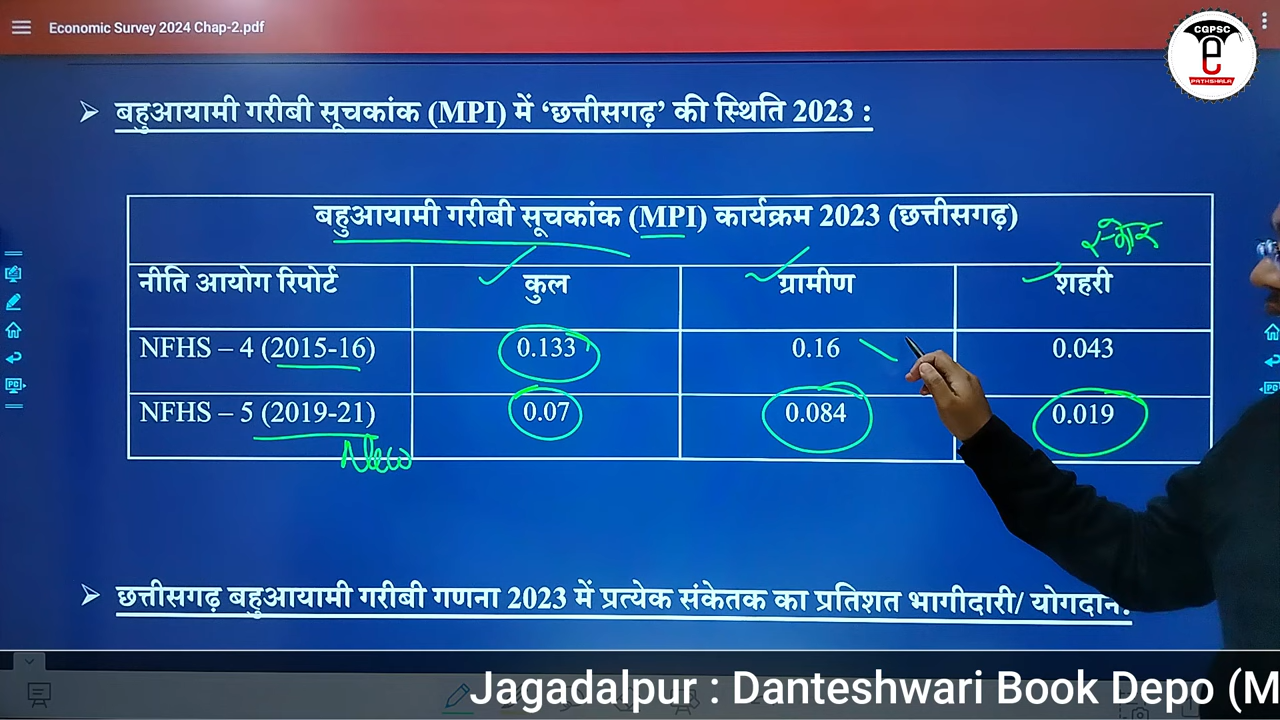 Economic Survey 2024 Chap-2.pdf
CGPSC
e
PATHSHALA
➢ बहुआयामी गरीबी सूचकांक (MPI) में ‘छत्तीसगढ़’ की स्थिति 2023 :
बहुआयामी गरीबी सूचकांक (MPI) कार्यक्रम 2023 (छत्तीसगढ़)
नीति आयोग रिपोर्ट कुल ग्रामीण शहरी
NFHS – 4 (2015-16) 0.133 0.16 0.043
NFHS – 5 (2019-21) 0.07 0.084 0.019
New
➢ छत्तीसगढ़ बहुआयामी गरीबी गणना 2023 में प्रत्येक संकेतक का प्रतिशत भागीदारी/ योगदान:
Jagadalpur : Danteshwari Book Depo (M